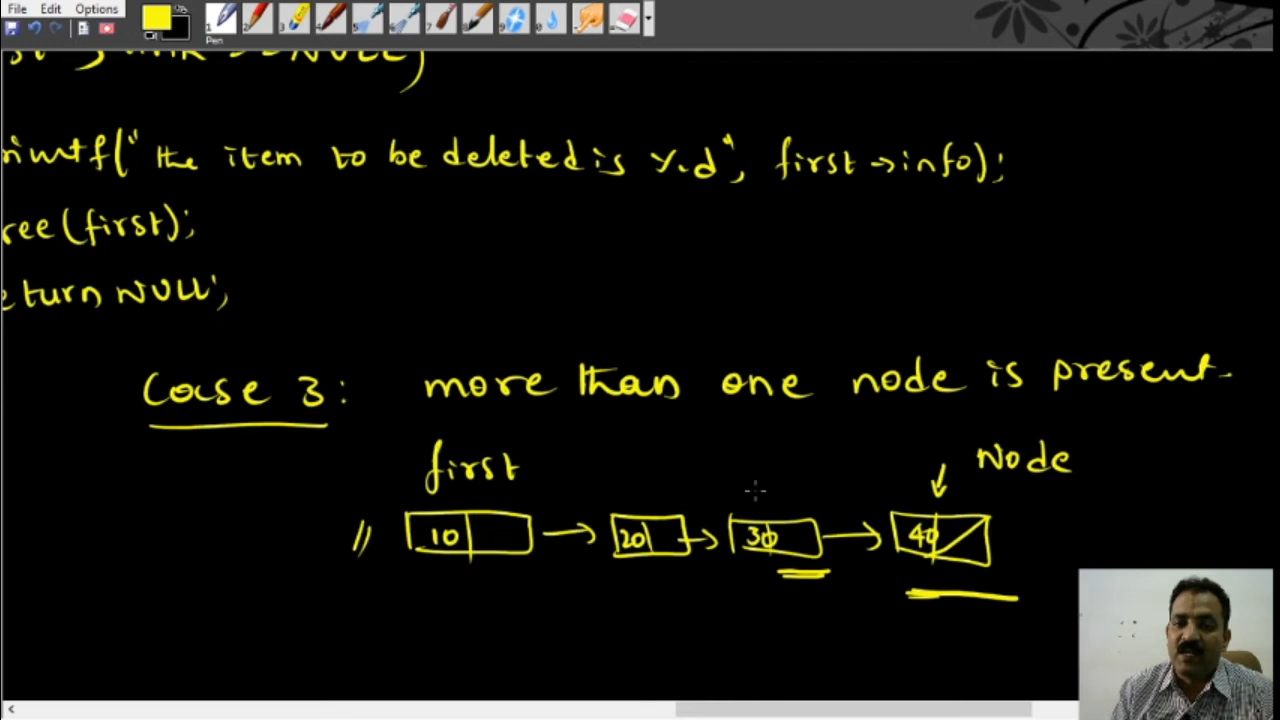 File Edit Options
Pen
printf("the item to be deleted is %d", first→info);
free(first);
return NULL;
Case 3: more than one node is present.
first Node
10 20 30 40